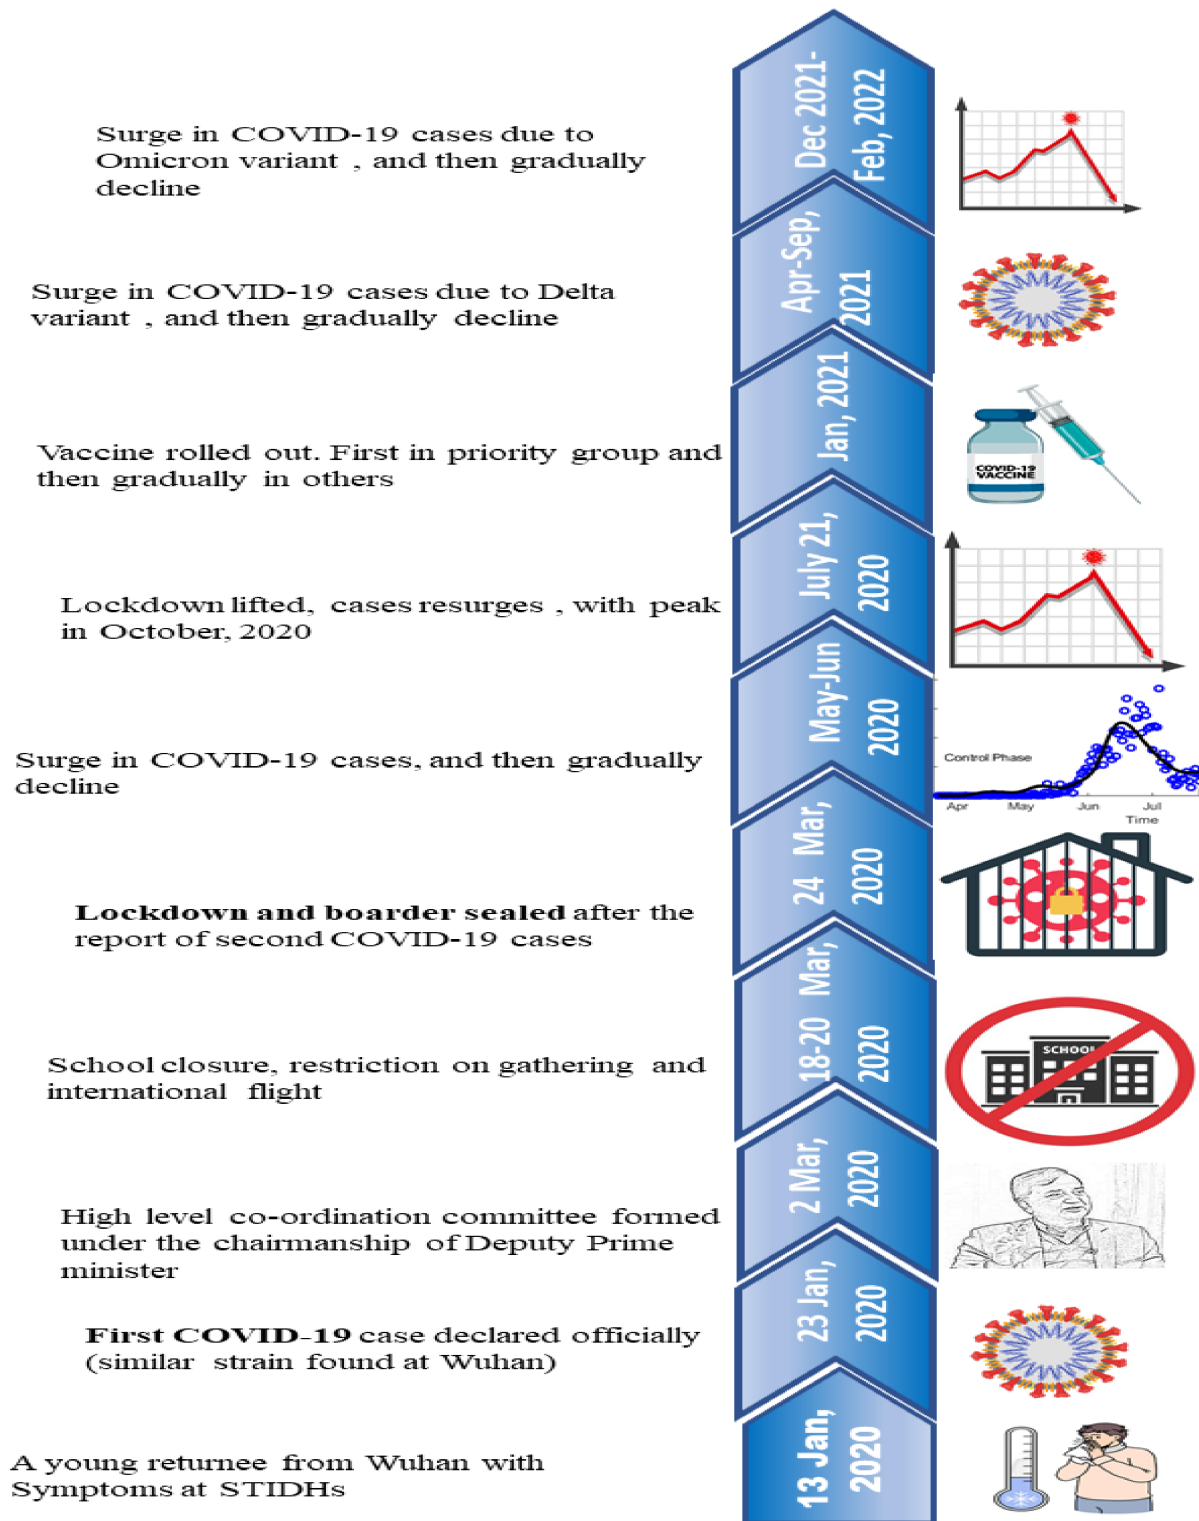 Dec 2021-
Feb, 2022
Surge in COVID-19 cases due to
Omicron variant , and then gradually
decline
Apr-Sep,
2021
Surge in COVID-19 cases due to Delta
variant , and then gradually decline
Jan, 2021
Vaccine rolled out. First in priority group and
then gradually in others
COVID-19
VACCINE
July 21,
2020
Lockdown lifted, cases resurges , with peak
in October, 2020
May-Jun
2020
Surge in COVID-19 cases, and then gradually
decline
Control Phase
Apr May Jun Jul
Time
24 Mar,
2020
Lockdown and boarder sealed after the
report of second COVID-19 cases
18-20 Mar,
2020
School closure, restriction on gathering and
international flight
SCHOOL
2 Mar,
2020
High level co-ordination committee formed
under the chairmanship of Deputy Prime
minister
23 Jan,
2020
First COVID-19 case declared officially
(similar strain found at Wuhan)
13 Jan,
2020
A young returnee from Wuhan with
Symptoms at STIDHs